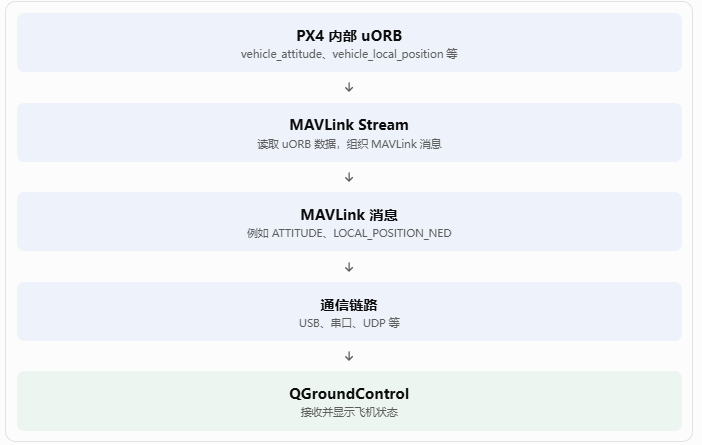 PX4 内部 uORB
vehicle_attitude、vehicle_local_position 等
MAVLink Stream
读取 uORB 数据，组织 MAVLink 消息
MAVLink 消息
例如 ATTITUDE、LOCAL_POSITION_NED
通信链路
USB、串口、UDP 等
QGroundControl
接收并显示飞机状态